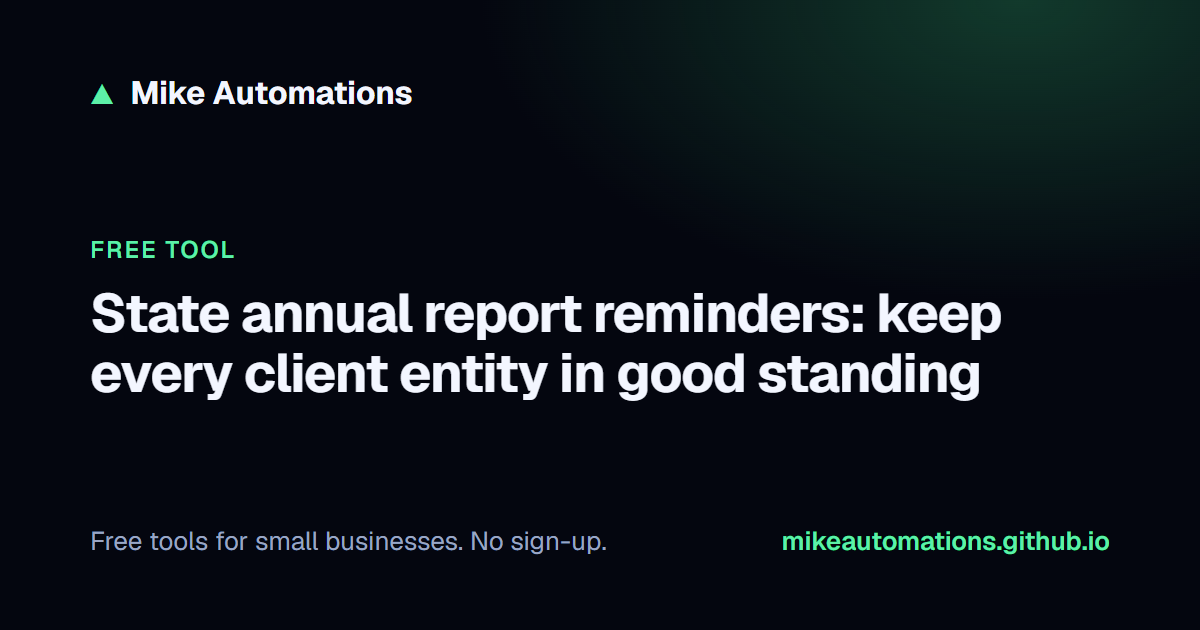 Mike Automations
FREE TOOL
State annual report reminders: keep
every client entity in good standing
Free tools for small businesses. No sign-up.
mikeautomations.github.io